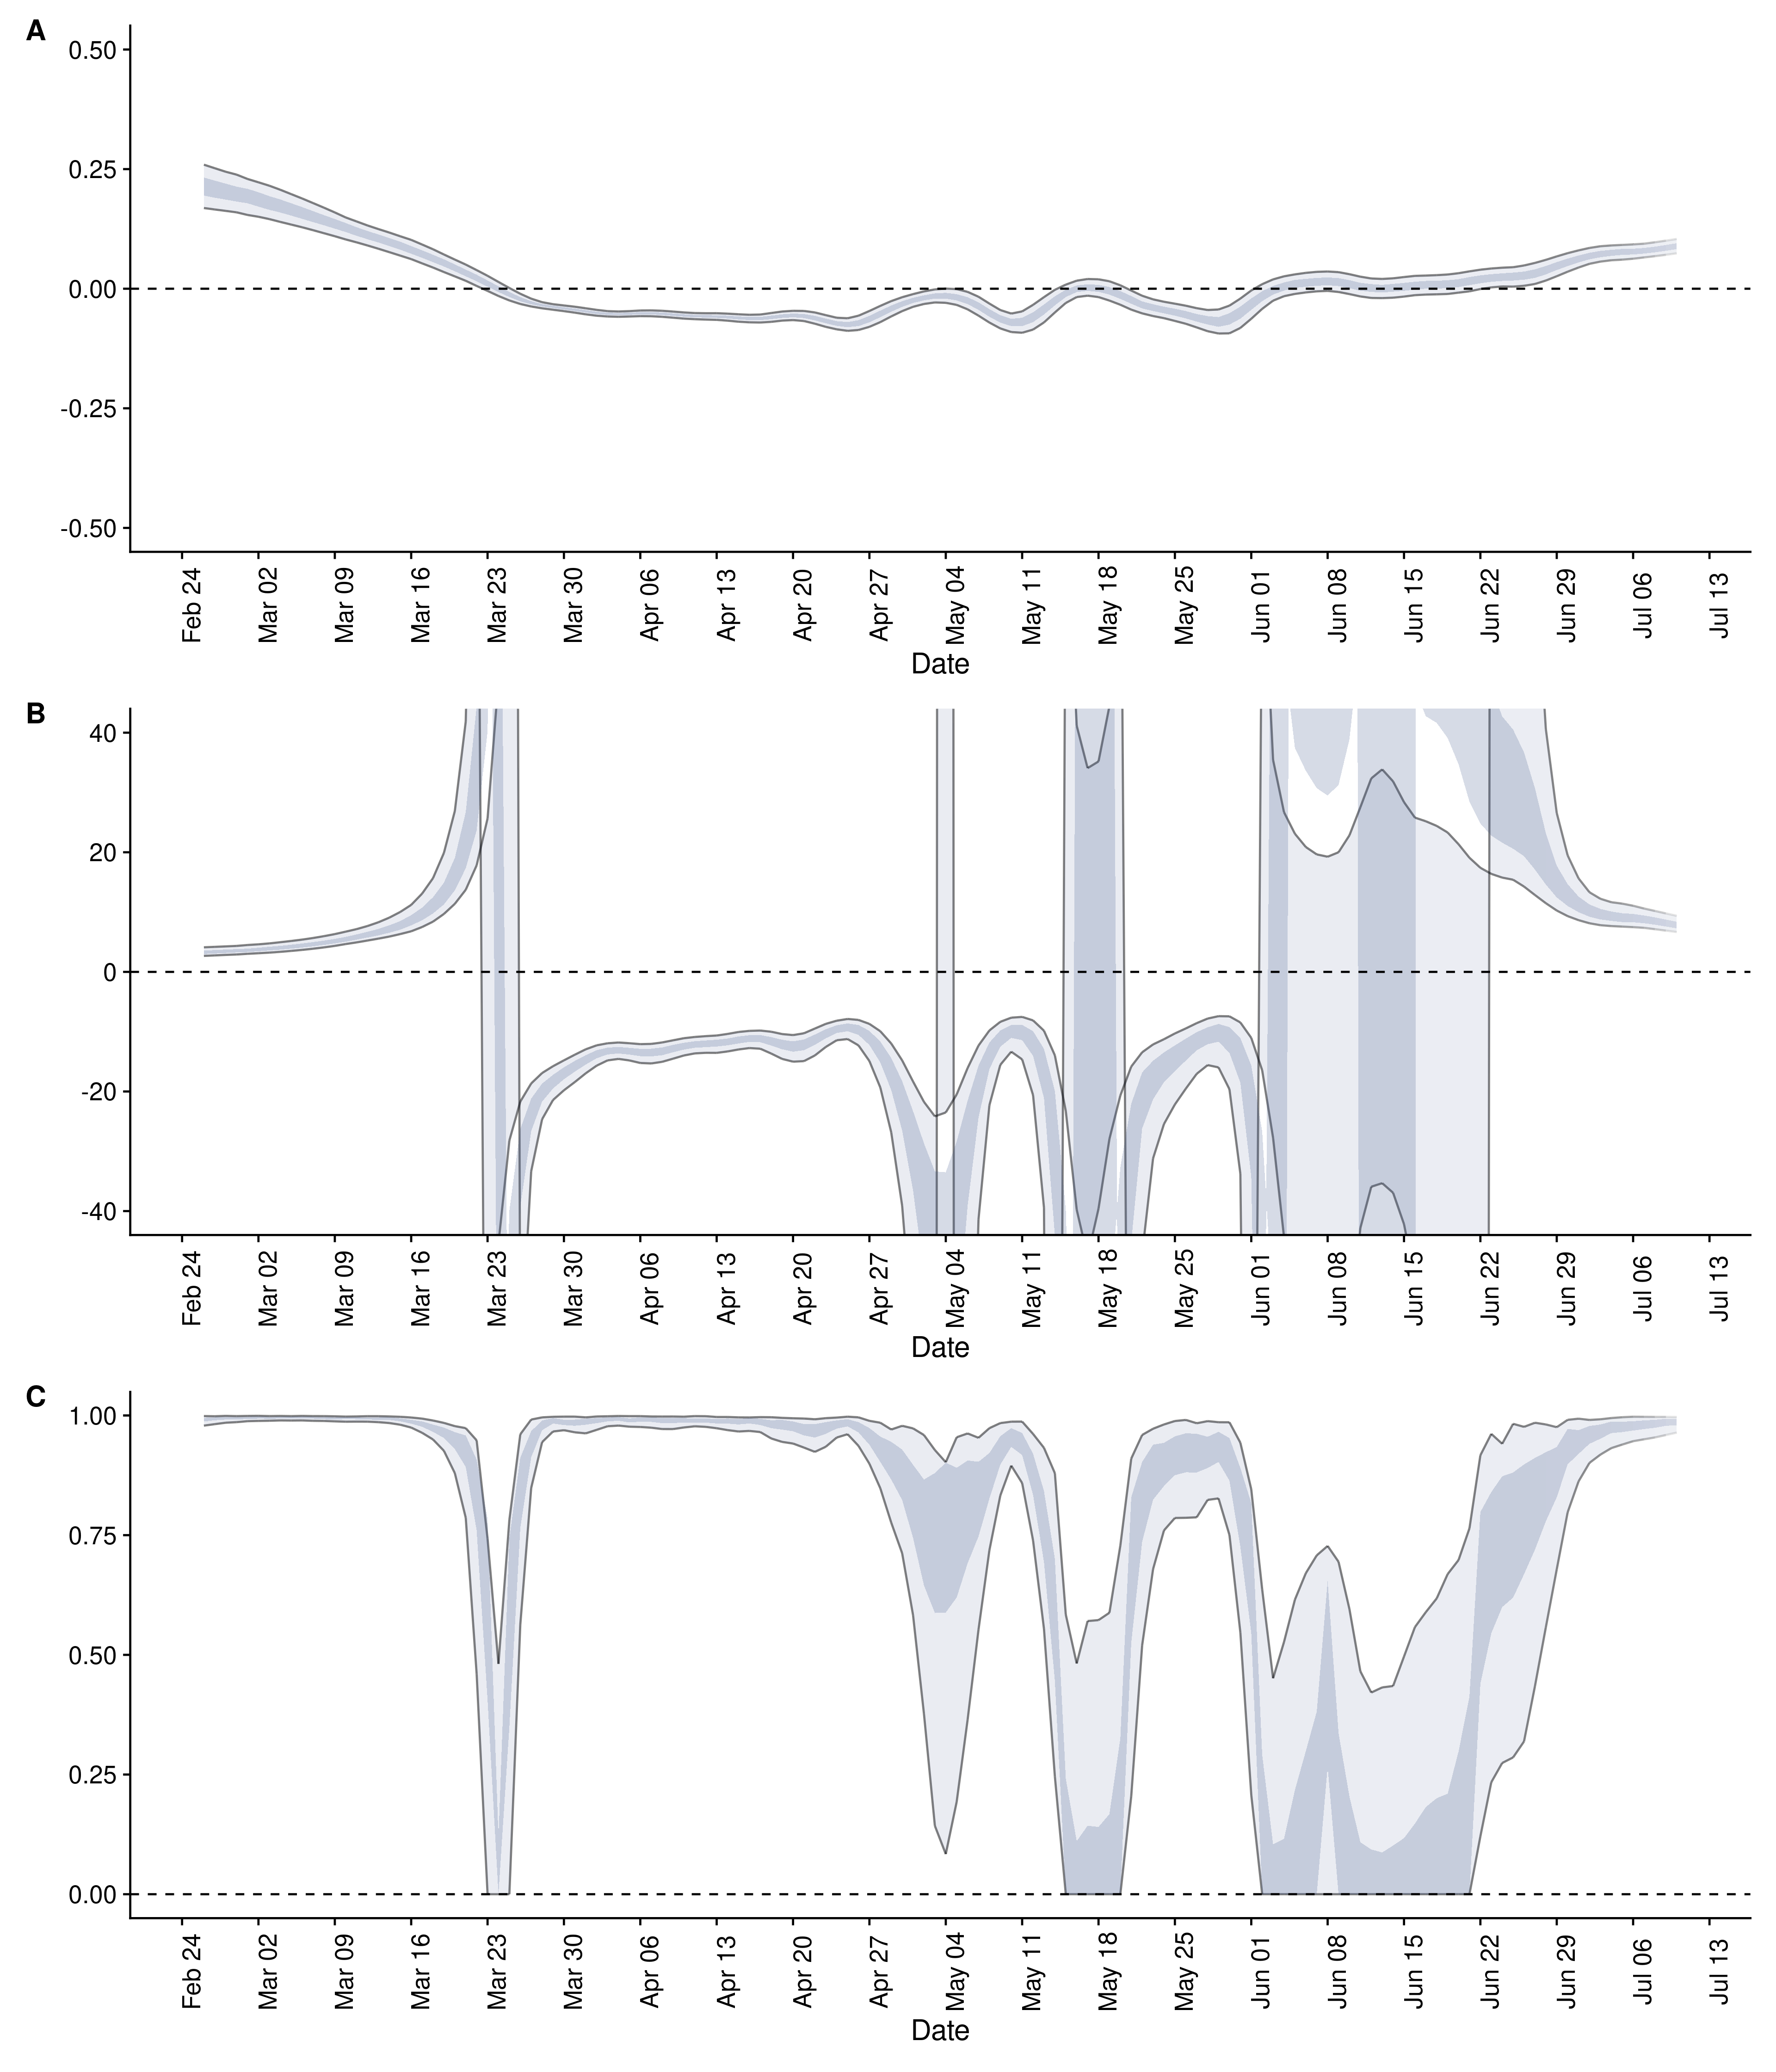 A
0.50
0.25
0.00
-0.25
-0.50
Feb 24
Mar 02
Mar 09
Mar 16
Mar 23
Mar 30
Apr 06
Apr 13
Apr 20
Apr 27
May 04
May 11
May 18
May 25
Jun 01
Jun 08
Jun 15
Jun 22
Jun 29
Jul 06
Jul 13
Date
B
40
20
0
-20
-40
Feb 24
Mar 02
Mar 09
Mar 16
Mar 23
Mar 30
Apr 06
Apr 13
Apr 20
Apr 27
May 04
May 11
May 18
May 25
Jun 01
Jun 08
Jun 15
Jun 22
Jun 29
Jul 06
Jul 13
Date
C
1.00
0.75
0.50
0.25
0.00
Feb 24
Mar 02
Mar 09
Mar 16
Mar 23
Mar 30
Apr 06
Apr 13
Apr 20
Apr 27
May 04
May 11
May 18
May 25
Jun 01
Jun 08
Jun 15
Jun 22
Jun 29
Jul 06
Jul 13
Date